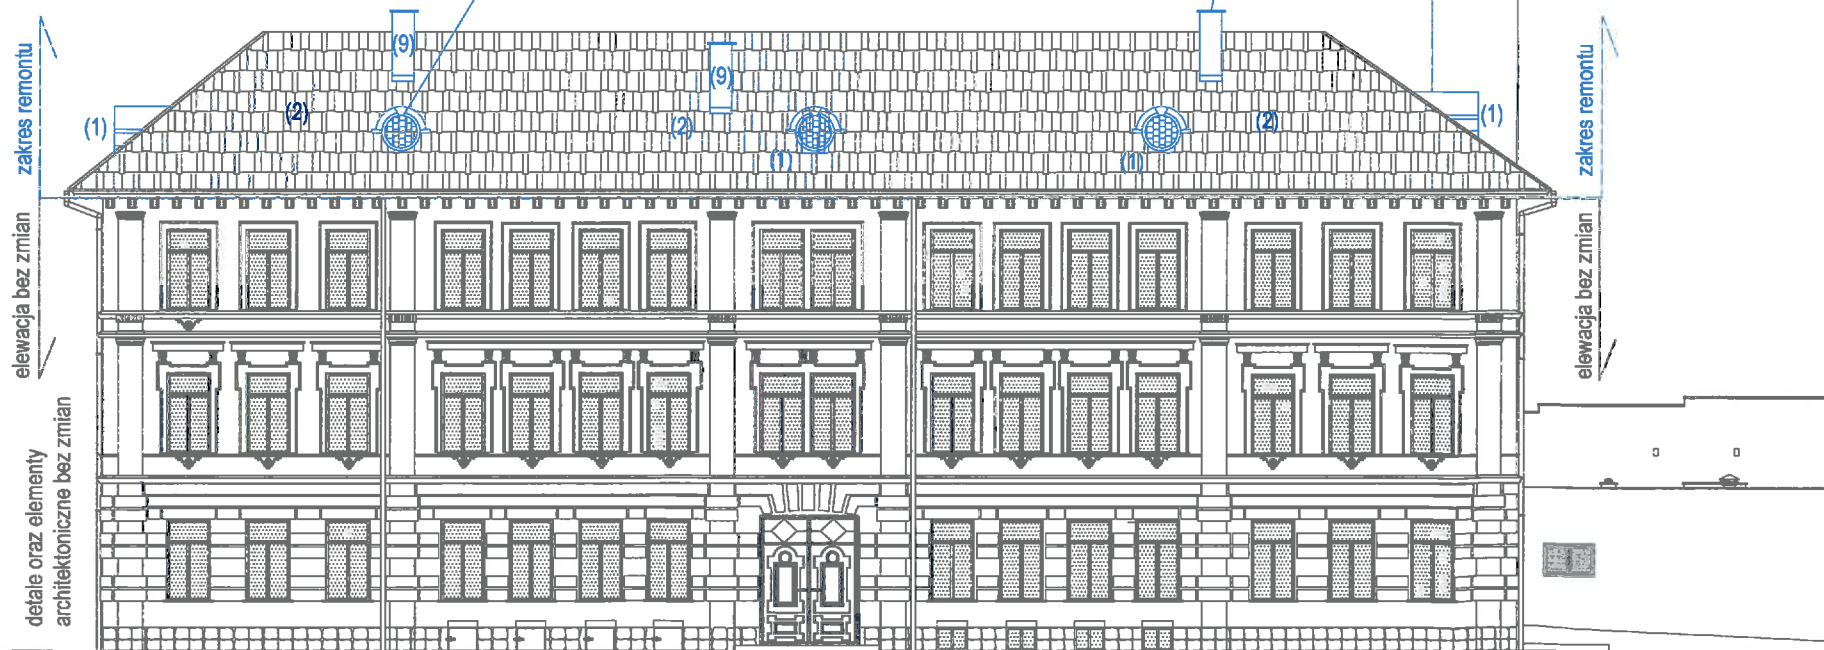 zakres remontu
elewacja bez zmian
detale oraz elementy
architektoniczne bez zmian
(9)
(9)
(2)
(2)
(2)
(1)
(1)
(1)
(1)
zakres remontu
elewacja bez zmian